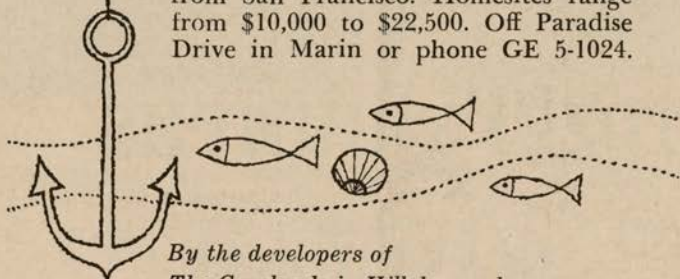 from San Francisco. Homesites range
from $10,000 to $22,500. Off Paradise
Drive in Marin or phone GE 5-1024.
By the developers of
The